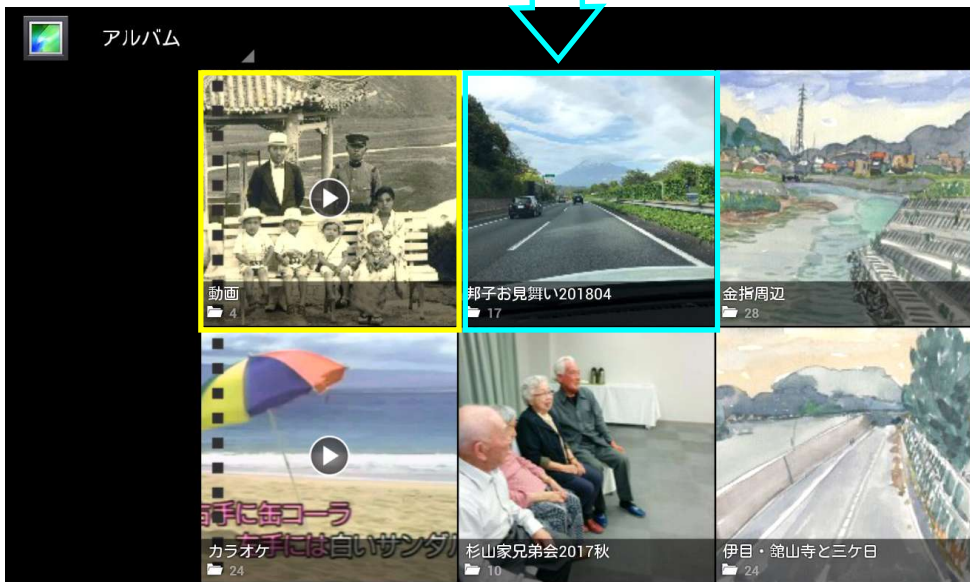 アルバム
動画
4
邦子お見舞い201804
17
金指周辺
28
右手に缶コーラ
左手には白いサンダル
カラオケ
24
杉山家兄弟会2017秋
10
伊目・舘山寺と三ケ日
24